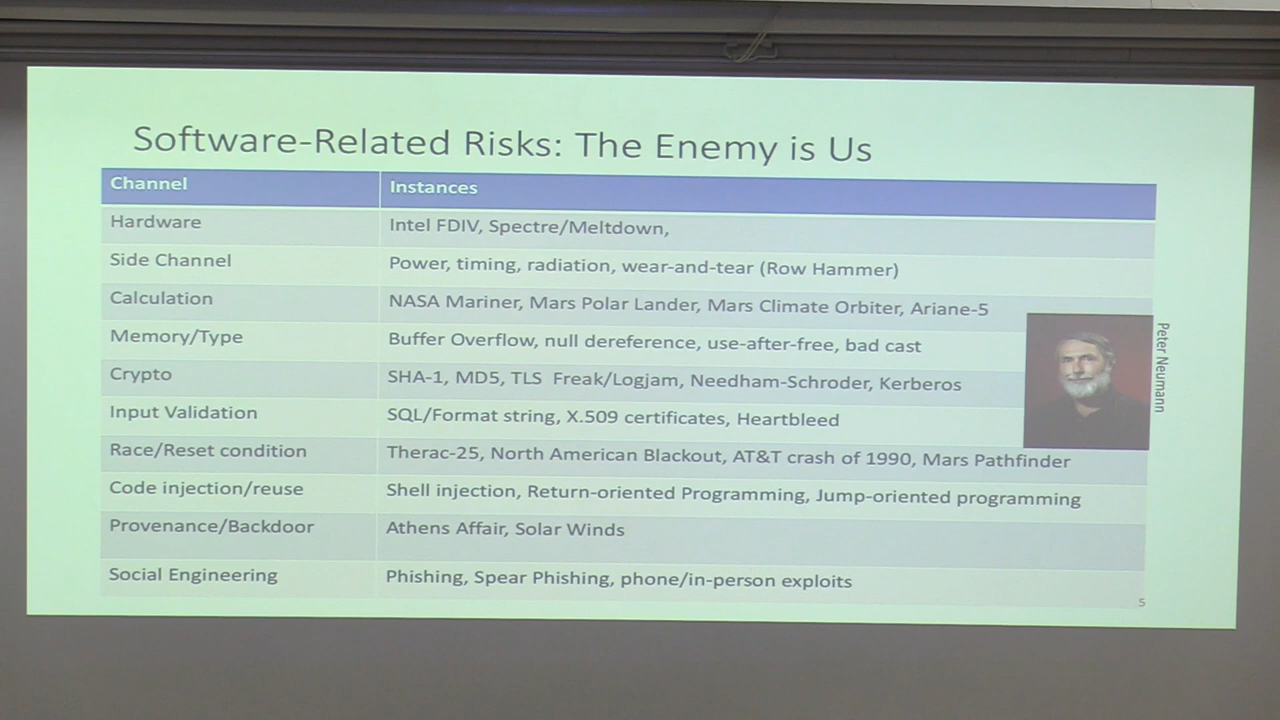 Software-Related Risks: The Enemy is Us
Channel Instances
Hardware Intel FDIV, Spectre/Meltdown,
Side Channel Power, timing, radiation, wear-and-tear (Row Hammer)
Calculation NASA Mariner, Mars Polar Lander, Mars Climate Orbiter, Ariane-5
Memory/Type Buffer Overflow, null dereference, use-after-free, bad cast
Crypto SHA-1, MD5, TLS Freak/Logjam, Needham-Schroder, Kerberos
Input Validation SQL/Format string, X.509 certificates, Heartbleed
Race/Reset condition Therac-25, North American Blackout, AT&T crash of 1990, Mars Pathfinder
Code injection/reuse Shell injection, Return-oriented Programming, Jump-oriented programming
Provenance/Backdoor Athens Affair, Solar Winds
Social Engineering Phishing, Spear Phishing, phone/in-person exploits
Peter Neumann
5